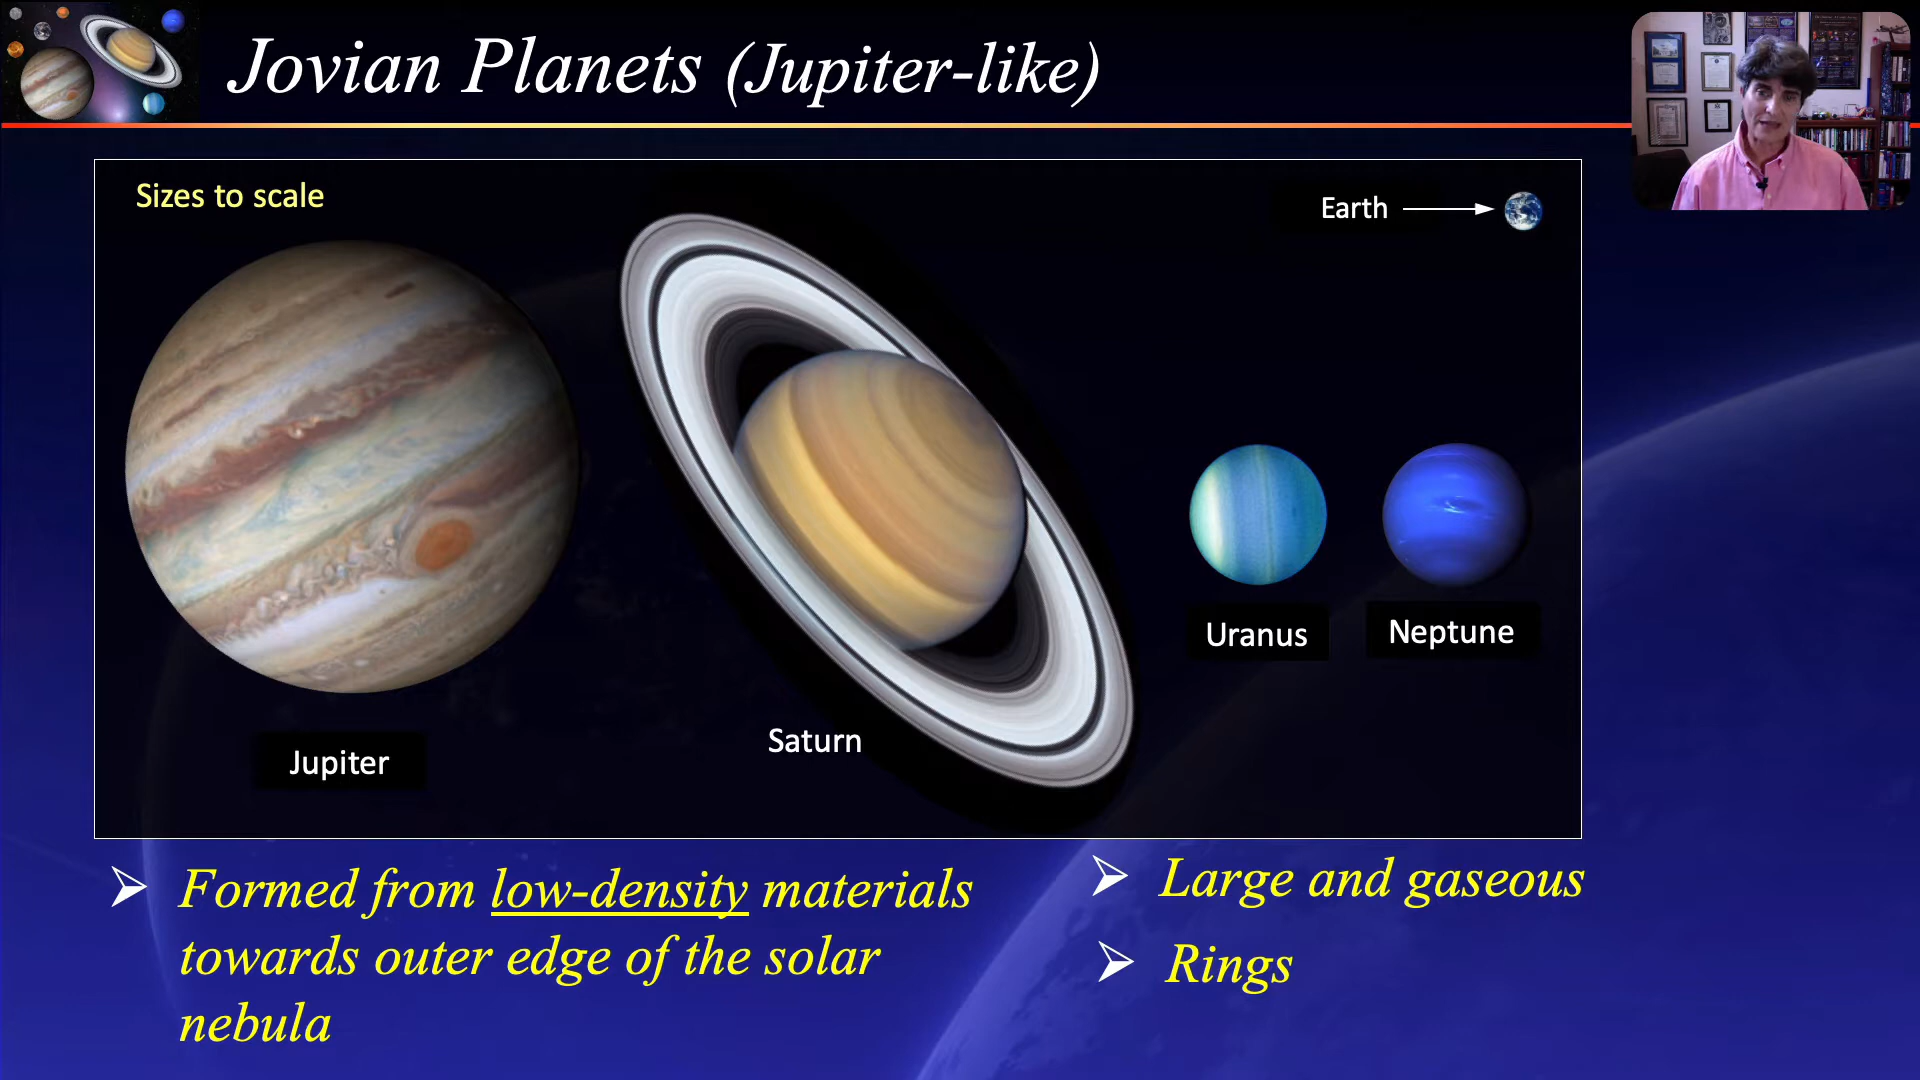 Jovian Planets (Jupiter-like)
Sizes to scale
Earth
Uranus
Neptune
Saturn
Jupiter
Formed from low-density materials
towards outer edge of the solar
nebula
Large and gaseous
Rings